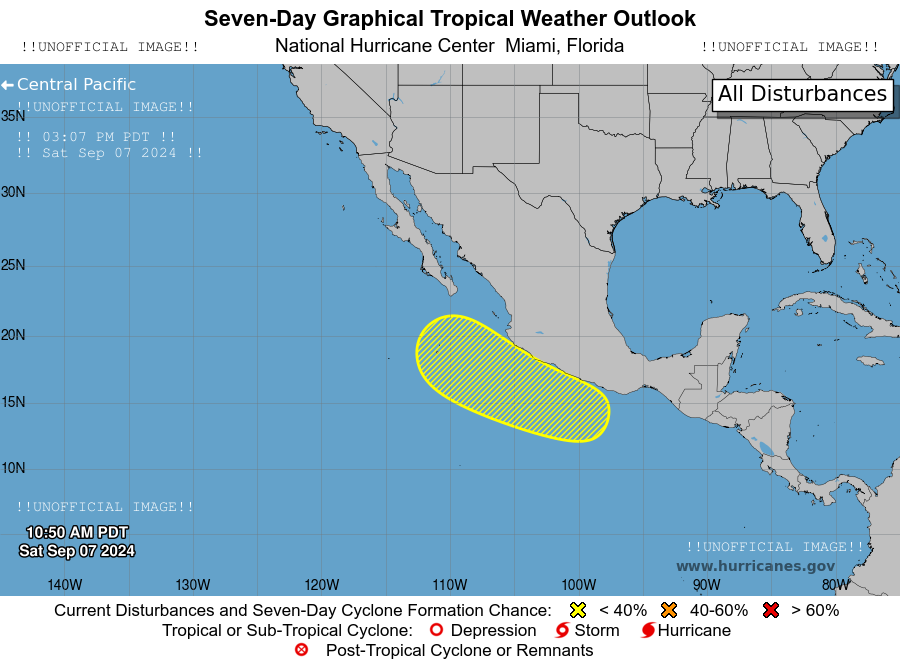 Seven-Day Graphical Tropical Weather Outlook
!!UNOFFICIAL IMAGE!! National Hurricane Center Miami, Florida !!UNOFFICIAL IMAGE!!
Central Pacific
All Disturbances
!!UNOFFICIAL IMAGE!!
35N
!! 03:07 PM PDT !!
!! Sat Sep 07 2024 !!
30N
25N
20N
15N
10N
!!UNOFFICIAL IMAGE!!
10:50 AM PDT
Sat Sep 07 2024
!!UNOFFICIAL IMAGE!!
www.hurricanes.gov
140W 130W 120W 110W 100W 90W 80W
Current Disturbances and Seven-Day Cyclone Formation Chance: < 40% 40-60% > 60%
Tropical or Sub-Tropical Cyclone: Depression Storm Hurricane
Post-Tropical Cyclone or Remnants